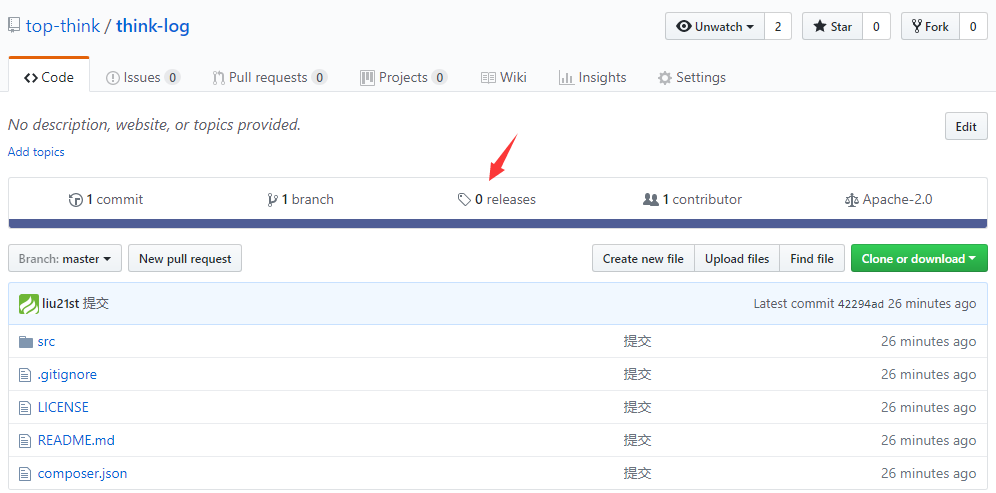 top-think / think-log
Unwatch 2 Star 0 Fork 0
Code Issues 0 Pull requests 0 Projects 0 Wiki Insights Settings
No description, website, or topics provided.
Edit
Add topics
1 commit 1 branch 0 releases 1 contributor Apache-2.0
Branch: master New pull request Create new file Upload files Find file Clone or download
liu21st 提交 Latest commit 42294ad 26 minutes ago
src 提交 26 minutes ago
.gitignore 提交 26 minutes ago
LICENSE 提交 26 minutes ago
README.md 提交 26 minutes ago
composer.json 提交 26 minutes ago